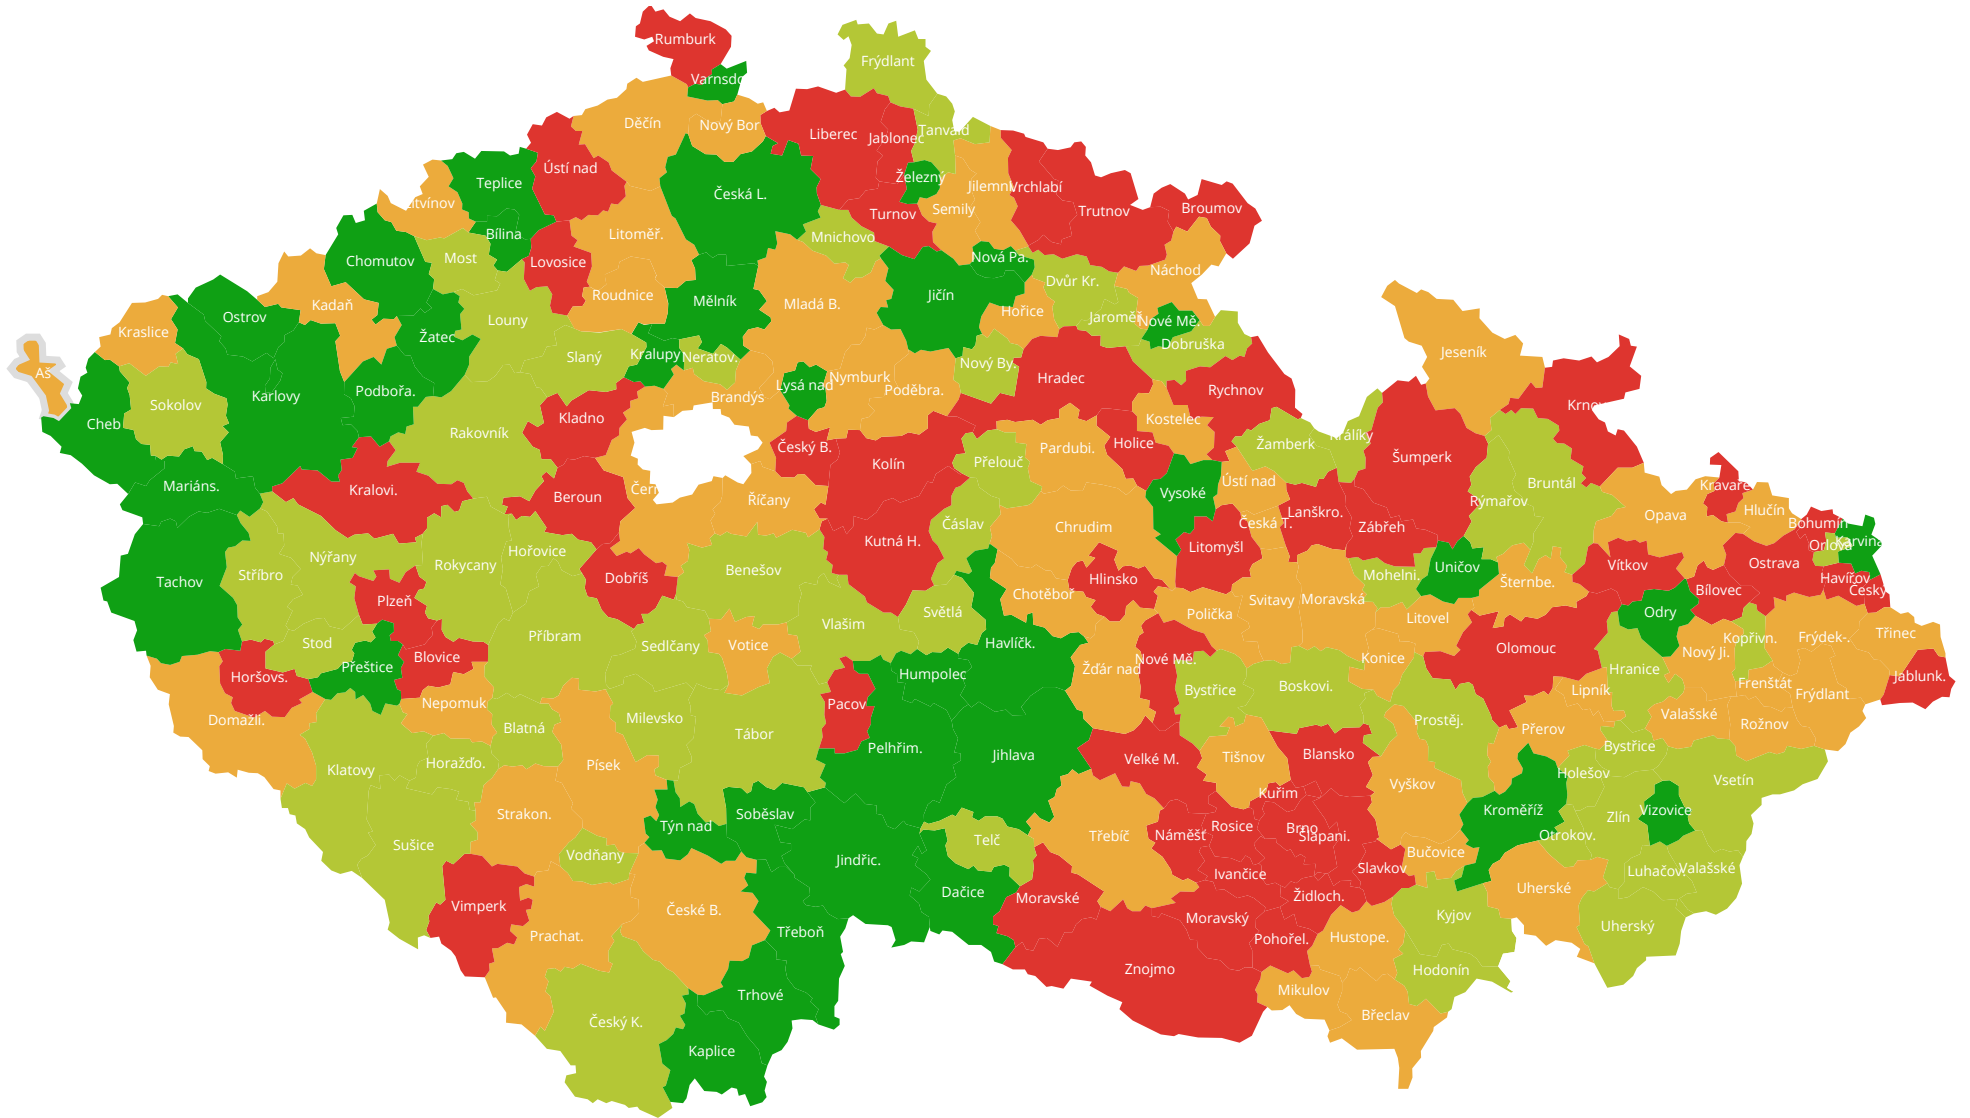 Rumburk
Frýdlant
Varnsdo
Děčín
Nový Bor
Liberec
Jablonec
Tanvald
Ústí nad
Teplice
Česká L.
Železný
Jilemni
Vrchlabí
Trutnov
Broumov
Litvínov
Semily
Turnov
Bílina
Litoměř.
Mnichovo
Most
Chomutov
Lovosice
Nová Pa.
Náchod
Dvůr Kr.
Roudnice
Mělník
Mladá B.
Jičín
Kadaň
Ostrov
Kraslice
Louny
Hořice
Jaroměř
Nové Mě.
Žatec
Dobruška
Jeseník
Slaný
Kralupy
Neratov.
Nový By.
Aš
Nymburk
Lysá nad
Poděbra.
Hradec
Rychnov
Podbořa.
Karlovy
Brandýs
Sokolov
Krnov
Cheb
Kladno
Kostelec
Rakovník
Žamberk
Králíky
Holice
Český B.
Pardubi.
Kolín
Přelouč
Šumperk
Mariáns.
Kralovi.
Beroun
Čern
Říčany
Vysoké
Ústí nad
Bruntál
Rýmařov
Kravaře
Hlučín
Lanškro.
Opava
Čáslav
Chrudim
Česká T.
Zábřeh
Bohumín
Kutná H.
Litomyšl
Orlová
Karviná
Hořovice
Nýřany
Rokycany
Stříbro
Tachov
Dobříš
Benešov
Mohelni.
Uničov
Vítkov
Ostrava
Hlinsko
Šternbe.
Havířov
Bílovec
Český
Plzeň
Chotěboř
Svitavy
Moravská
Světlá
Polička
Odry
Litovel
Vlašim
Příbram
Stod
Sedlčany
Votice
Havlíčk.
Kopřivn.
Frýdek-.
Třinec
Olomouc
Nový Ji.
Blovice
Přeštice
Konice
Nové Mě.
Žďár nad
Hranice
Horšovs.
Humpolec
Jablunk.
Frenštát
Boskovi.
Bystřice
Lipník
Frýdlant
Nepomuk
Pacov
Domažli.
Milevsko
Valašské
Prostěj.
Rožnov
Blatná
Přerov
Tábor
Bystřice
Pelhřim.
Jihlava
Blansko
Velké M.
Tišnov
Horažďo.
Písek
Klatovy
Holešov
Vsetín
Vyškov
Kuřim
Strakon.
Soběslav
Kroměříž
Vizovice
Zlín
Týn nad
Rosice
Brno
Šlapani.
Náměšť
Třebíč
Otrokov.
Telč
Sušice
Vodňany
Bučovice
Jindřic.
Slavkov
Valašské
Luhačov.
Ivančice
Uherské
Dačice
Židloch.
Moravské
Vimperk
České B.
Kyjov
Moravský
Uherský
Třeboň
Prachat.
Pohořel.
Hustope.
Znojmo
Hodonín
Mikulov
Trhové
Břeclav
Český K.
Kaplice